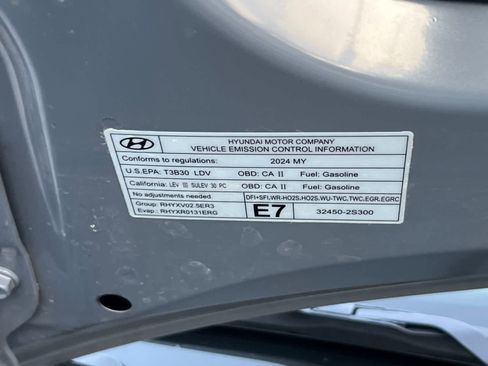 HYUNDAI MOTOR COMPANY
VEHICLE EMISSION CONTROL INFORMATION
Conforms to regulations: 2024 MY
U.S.EPA: T3B30 LDV OBD: CA II Fuel: Gasoline
California: LEV III SULEV 30 PC OBD: CA II Fuel: Gasoline
No adjustments needed. DFI+SFI,WR-HO2S,HO2S,WU-TWC,TWC,EGR,EGRC
Group: RHYXV02.5ER3
Evap: RHYXR0131ERG
E7 32450-2S300